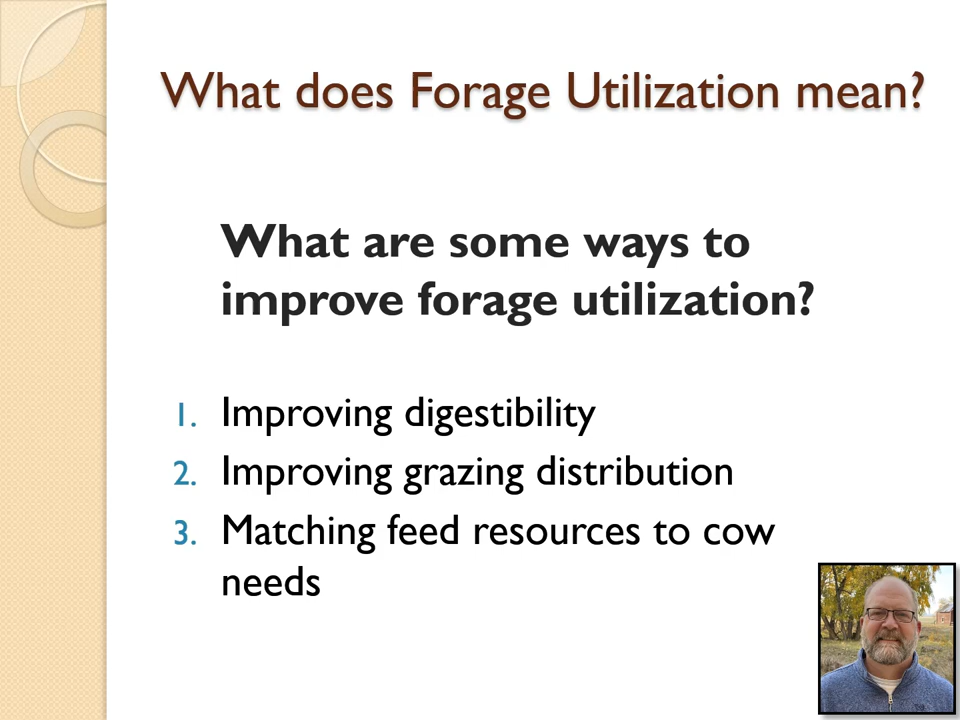 What does Forage Utilization mean?
What are some ways to
improve forage utilization?
1. Improving digestibility
2. Improving grazing distribution
3. Matching feed resources to cow
needs